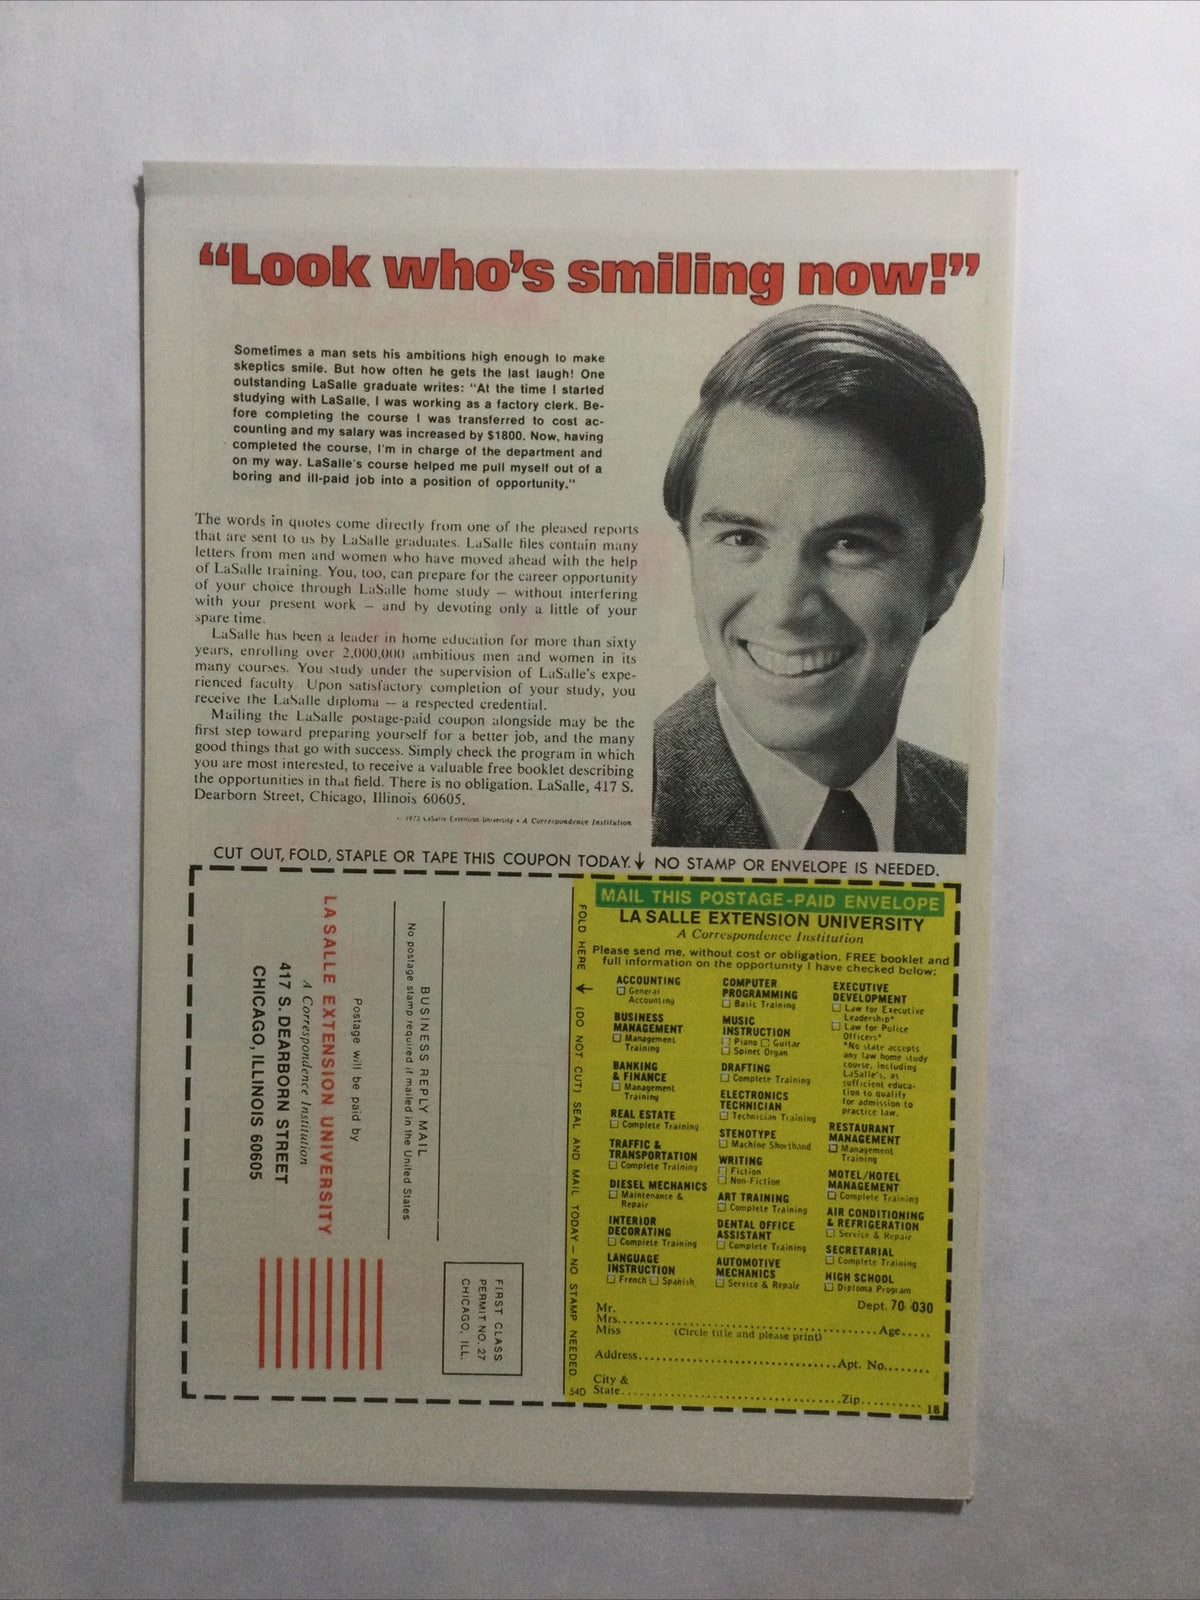 “Look who’s smiling now!”
Sometimes a man sets his ambitions high enough to make
skeptics smile. But how often he gets the last laugh! One
outstanding LaSalle graduate writes: "At the time I started
studying with LaSalle, I was working as a factory clerk. Be-
fore completing the course I was transferred to cost ac-
counting and my salary was increased by $1800. Now, having
completed the course, I'm in charge of the department and
on my way. LaSalle's course helped me pull myself out of a
boring and ill-paid job into a position of opportunity."
The words in quotes come directly from one of the pleased reports
that are sent to us by LaSalle graduates. LaSalle files contain many
letters from men and women who have moved ahead with the help
of LaSalle training. You, too, can prepare for the career opportunity
of your choice through LaSalle home study — without interfering
with your present work — and by devoting only a little of your
spare time.
LaSalle has been a leader in home education for more than sixty
years, enrolling over 2,000,000 ambitious men and women in its
many courses. You study under the supervision of LaSalle's expe-
rienced faculty. Upon satisfactory completion of your study, you
receive the LaSalle diploma — a respected credential.
Mailing the LaSalle postage-paid coupon alongside may be the
first step toward preparing yourself for a better job, and the many
good things that go with success. Simply check the program in which
you are most interested, to receive a valuable free booklet describing
the opportunities in that field. There is no obligation. LaSalle, 417 S.
Dearborn Street, Chicago, Illinois 60605.
© 1973 LaSalle Extension University • A Correspondence Institution
CUT OUT, FOLD, STAPLE OR TAPE THIS COUPON TODAY. ↓ NO STAMP OR ENVELOPE IS NEEDED.
BUSINESS REPLY MAIL
No postage stamp required if mailed in the United States
Postage will be paid by
LA SALLE EXTENSION UNIVERSITY
A Correspondence Institution
417 S. DEARBORN STREET
CHICAGO, ILLINOIS 60605
FIRST CLASS
PERMIT NO. 27
CHICAGO, ILL.
FOLD HERE ← (DO NOT CUT) SEAL AND MAIL TODAY — NO STAMP NEEDED.
54D
MAIL THIS POSTAGE-PAID ENVELOPE
LA SALLE EXTENSION UNIVERSITY
A Correspondence Institution
Please send me, without cost or obligation, FREE booklet and
full information on the opportunity I have checked below:
ACCOUNTING
☐ General
Accounting
BUSINESS
MANAGEMENT
☐ Management
Training
BANKING
& FINANCE
☐ Management
Training
REAL ESTATE
☐ Complete Training
TRAFFIC &
TRANSPORTATION
☐ Complete Training
DIESEL MECHANICS
☐ Maintenance &
Repair
INTERIOR
DECORATING
☐ Complete Training
LANGUAGE
INSTRUCTION
☐ French ☐ Spanish
COMPUTER
PROGRAMMING
☐ Basic Training
MUSIC
INSTRUCTION
☐ Piano ☐ Guitar
☐ Spinet Organ
DRAFTING
☐ Complete Training
ELECTRONICS
TECHNICIAN
☐ Technician Training
STENOTYPE
☐ Machine Shorthand
WRITING
☐ Fiction
☐ Non-Fiction
ART TRAINING
☐ Complete Training
DENTAL OFFICE
ASSISTANT
☐ Complete Training
AUTOMOTIVE
MECHANICS
☐ Service & Repair
EXECUTIVE
DEVELOPMENT
☐ Law for Executive
Leadership*
☐ Law for Police
Officers*
*No state accepts
any law home study
course, including
LaSalle's, as
sufficient educa-
tion to qualify
for admission to
practice law.
RESTAURANT
MANAGEMENT
☐ Management
Training
MOTEL/HOTEL
MANAGEMENT
☐ Complete Training
AIR CONDITIONING
& REFRIGERATION
☐ Service & Repair
SECRETARIAL
☐ Complete Training
HIGH SCHOOL
☐ Diploma Program
Dept. 70-030
Mr.
Mrs. Age
Miss (Circle title and please print)
Address Apt. No.
City &
State Zip
18